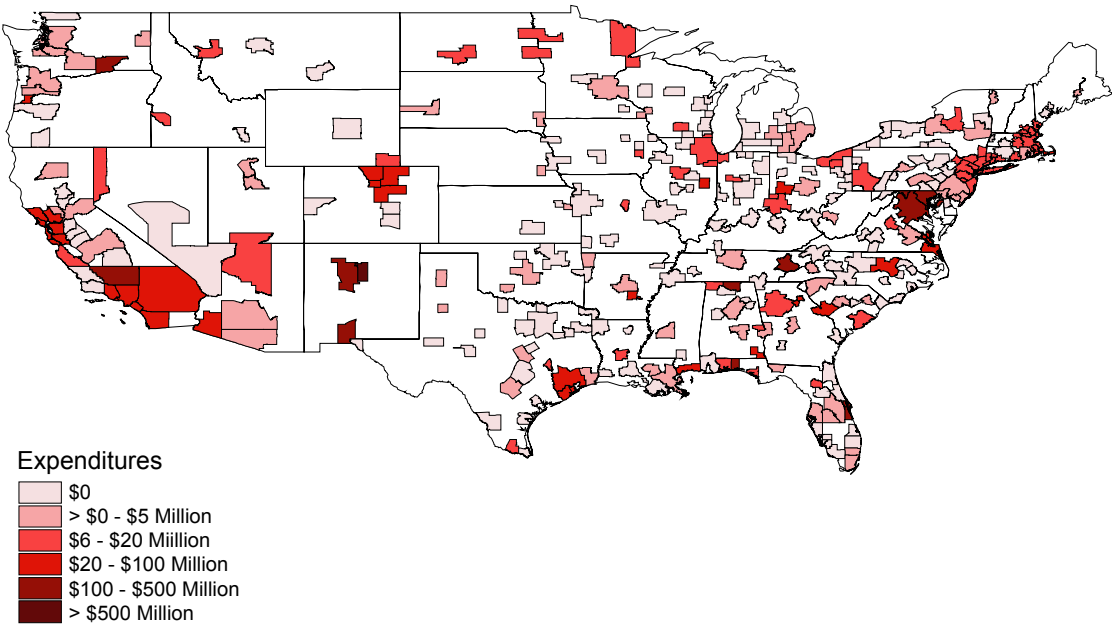 Expenditures
$0
> $0 - $5 Million
$6 - $20 Miillion
$20 - $100 Million
$100 - $500 Million
> $500 Million